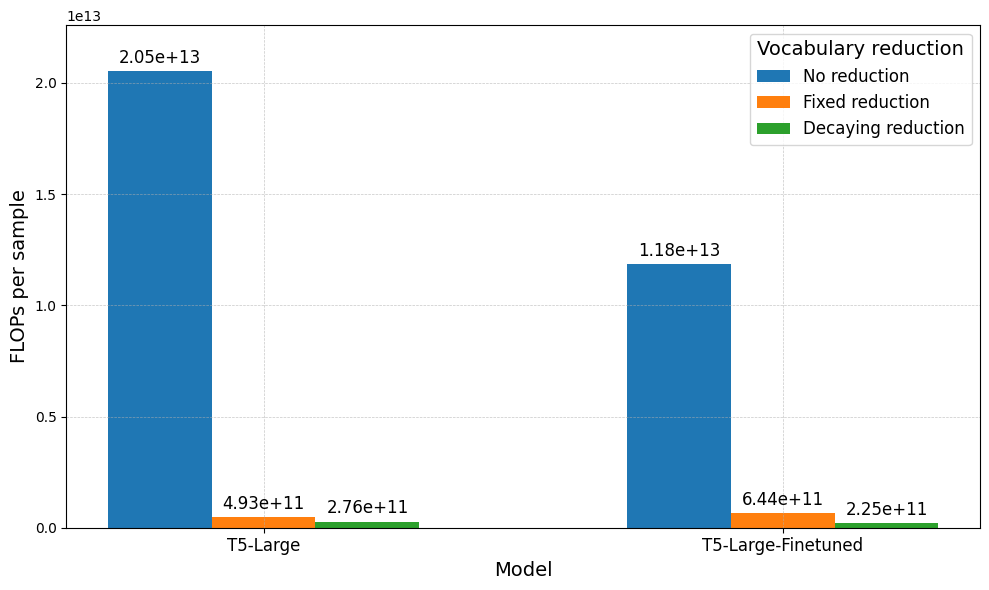 1e13
2.05e+13
Vocabulary reduction
No reduction
Fixed reduction
Decaying reduction
2.0
1.5
1.18e+13
1.0
0.5
4.93e+11
2.76e+11
6.44e+11
2.25e+11
0.0
FLOPs per sample
T5-Large
T5-Large-Finetuned
Model